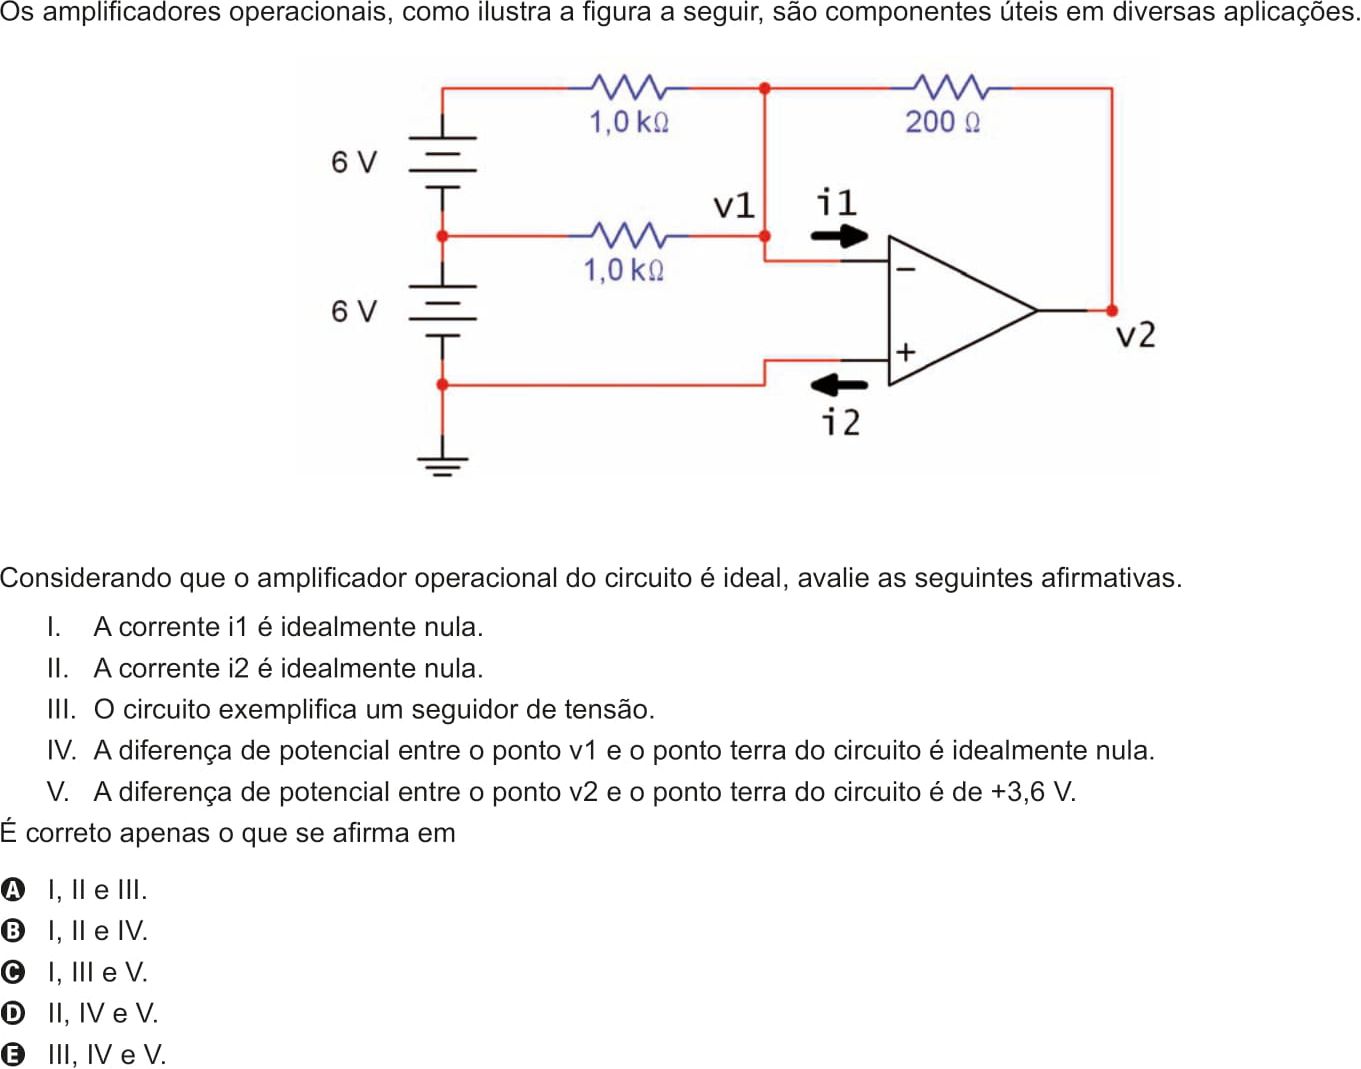 Os amplificadores operacionais, como ilustra a figura a seguir, são componentes úteis em diversas aplicações.
1,0 kΩ
200 Ω
6 V
v1
i1
1,0 kΩ
−
6 V
+
v2
i2
Considerando que o amplificador operacional do circuito é ideal, avalie as seguintes afirmativas.
I. A corrente i1 é idealmente nula.
II. A corrente i2 é idealmente nula.
III. O circuito exemplifica um seguidor de tensão.
IV. A diferença de potencial entre o ponto v1 e o ponto terra do circuito é idealmente nula.
V. A diferença de potencial entre o ponto v2 e o ponto terra do circuito é de +3,6 V.
É correto apenas o que se afirma em
A I, II e III.
B I, II e IV.
C I, III e V.
D II, IV e V.
E III, IV e V.